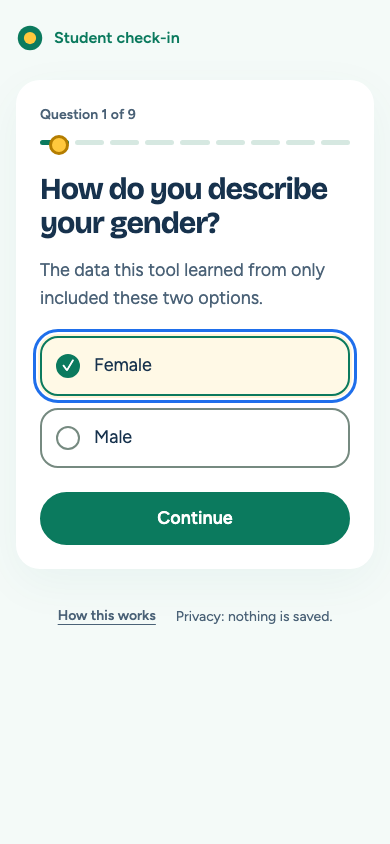 Student check-in
Question 1 of 9
How do you describe
your gender?
The data this tool learned from only
included these two options.
Female
Male
Continue
How this works
Privacy: nothing is saved.